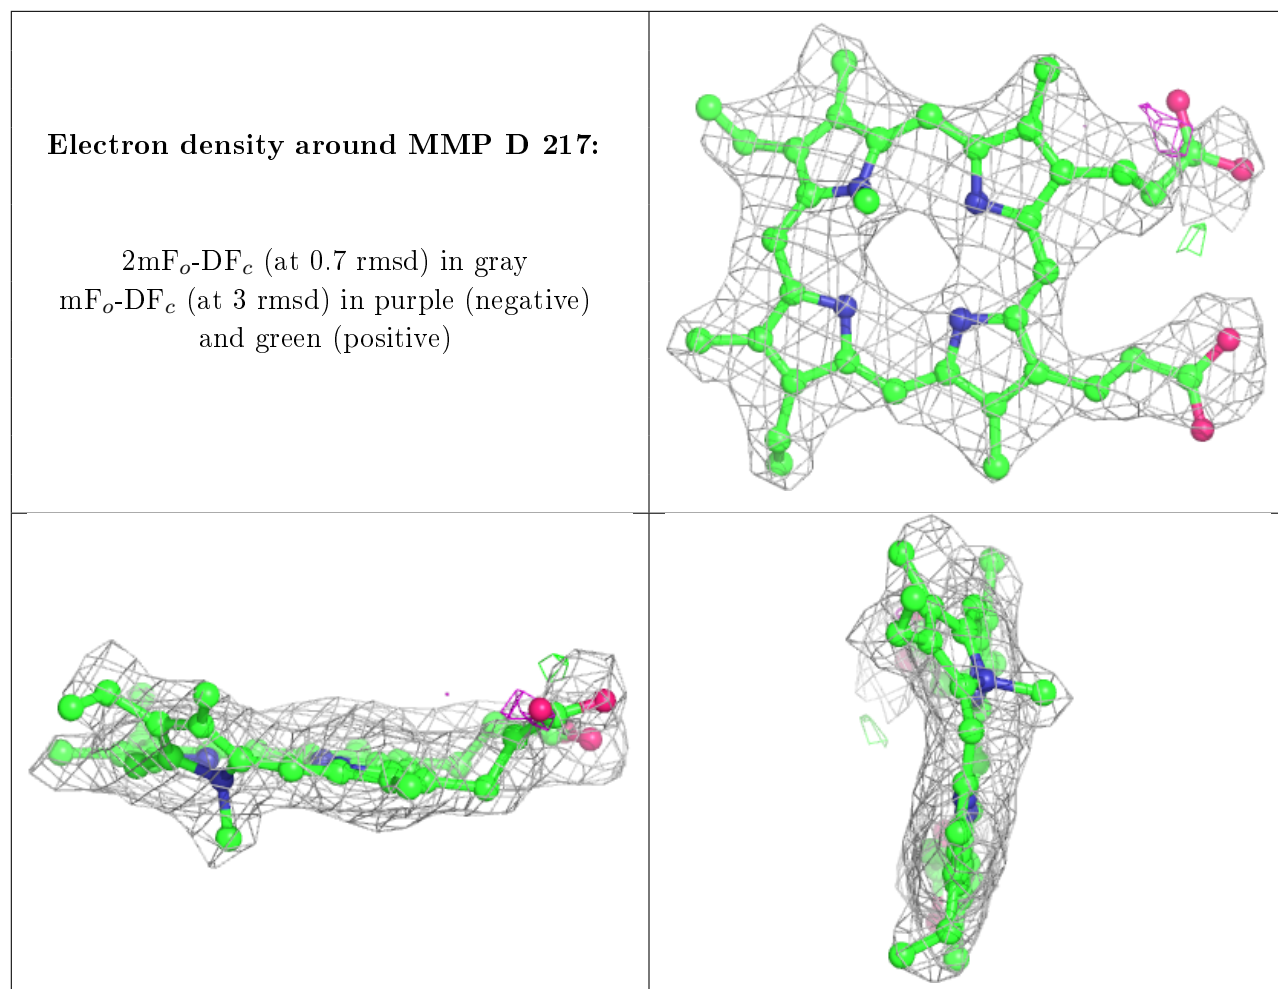 Electron density around MMP D 217:
2mFₒ-DF𝒸 (at 0.7 rmsd) in gray
mFₒ-DF𝒸 (at 3 rmsd) in purple (negative)
and green (positive)